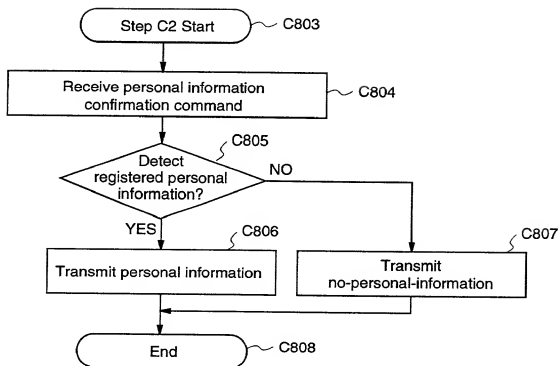 Step C2 Start
C803
Receive personal information
confirmation command
C804
C805
Detect
registered personal
information?
NO
YES
C806
Transmit personal information
C807
Transmit
no-personal-information
End
C808